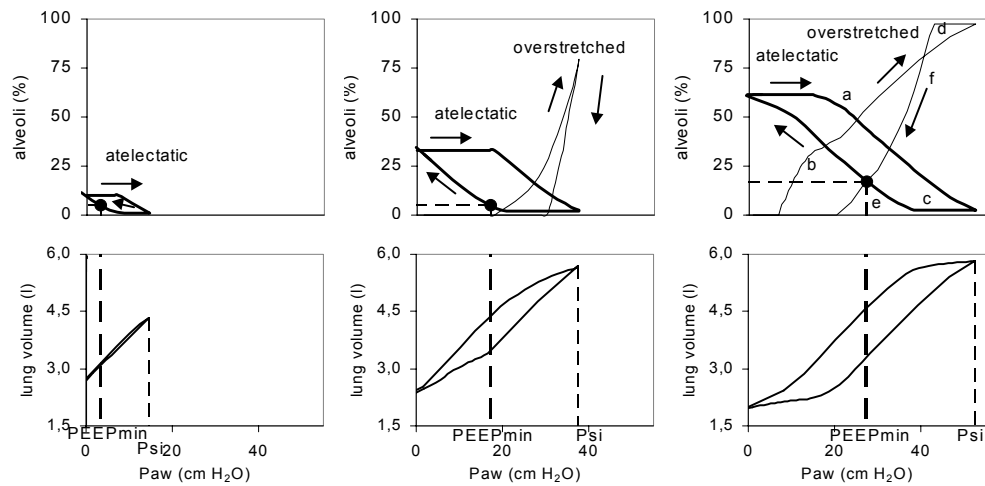 100
75
50
25
0
alveoli (%)
atelectatic
100
75
50
25
0
alveoli (%)
overstretched
atelectatic
100
75
50
25
0
alveoli (%)
overstretched
atelectatic
a
b
c
d
e
f
6,0
4,5
3,0
1,5
lung volume (l)
PEEPmin
Psi
0
20
40
Paw (cm H₂O)
6,0
4,5
3,0
1,5
lung volume (l)
PEEPmin
Psi
0
20
40
Paw (cm H₂O)
6,0
4,5
3,0
1,5
lung volume (l)
PEEPmin
Psi
0
20
40
Paw (cm H₂O)